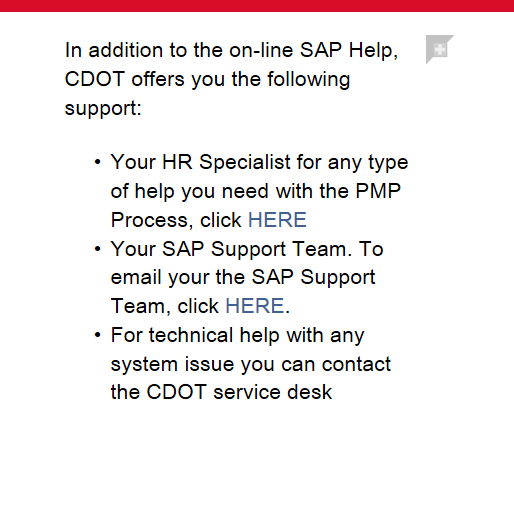 In addition to the on-line SAP Help,
CDOT offers you the following
support:
• Your HR Specialist for any type
of help you need with the PMP
Process, click HERE
• Your SAP Support Team. To
email your the SAP Support
Team, click HERE.
• For technical help with any
system issue you can contact
the CDOT service desk